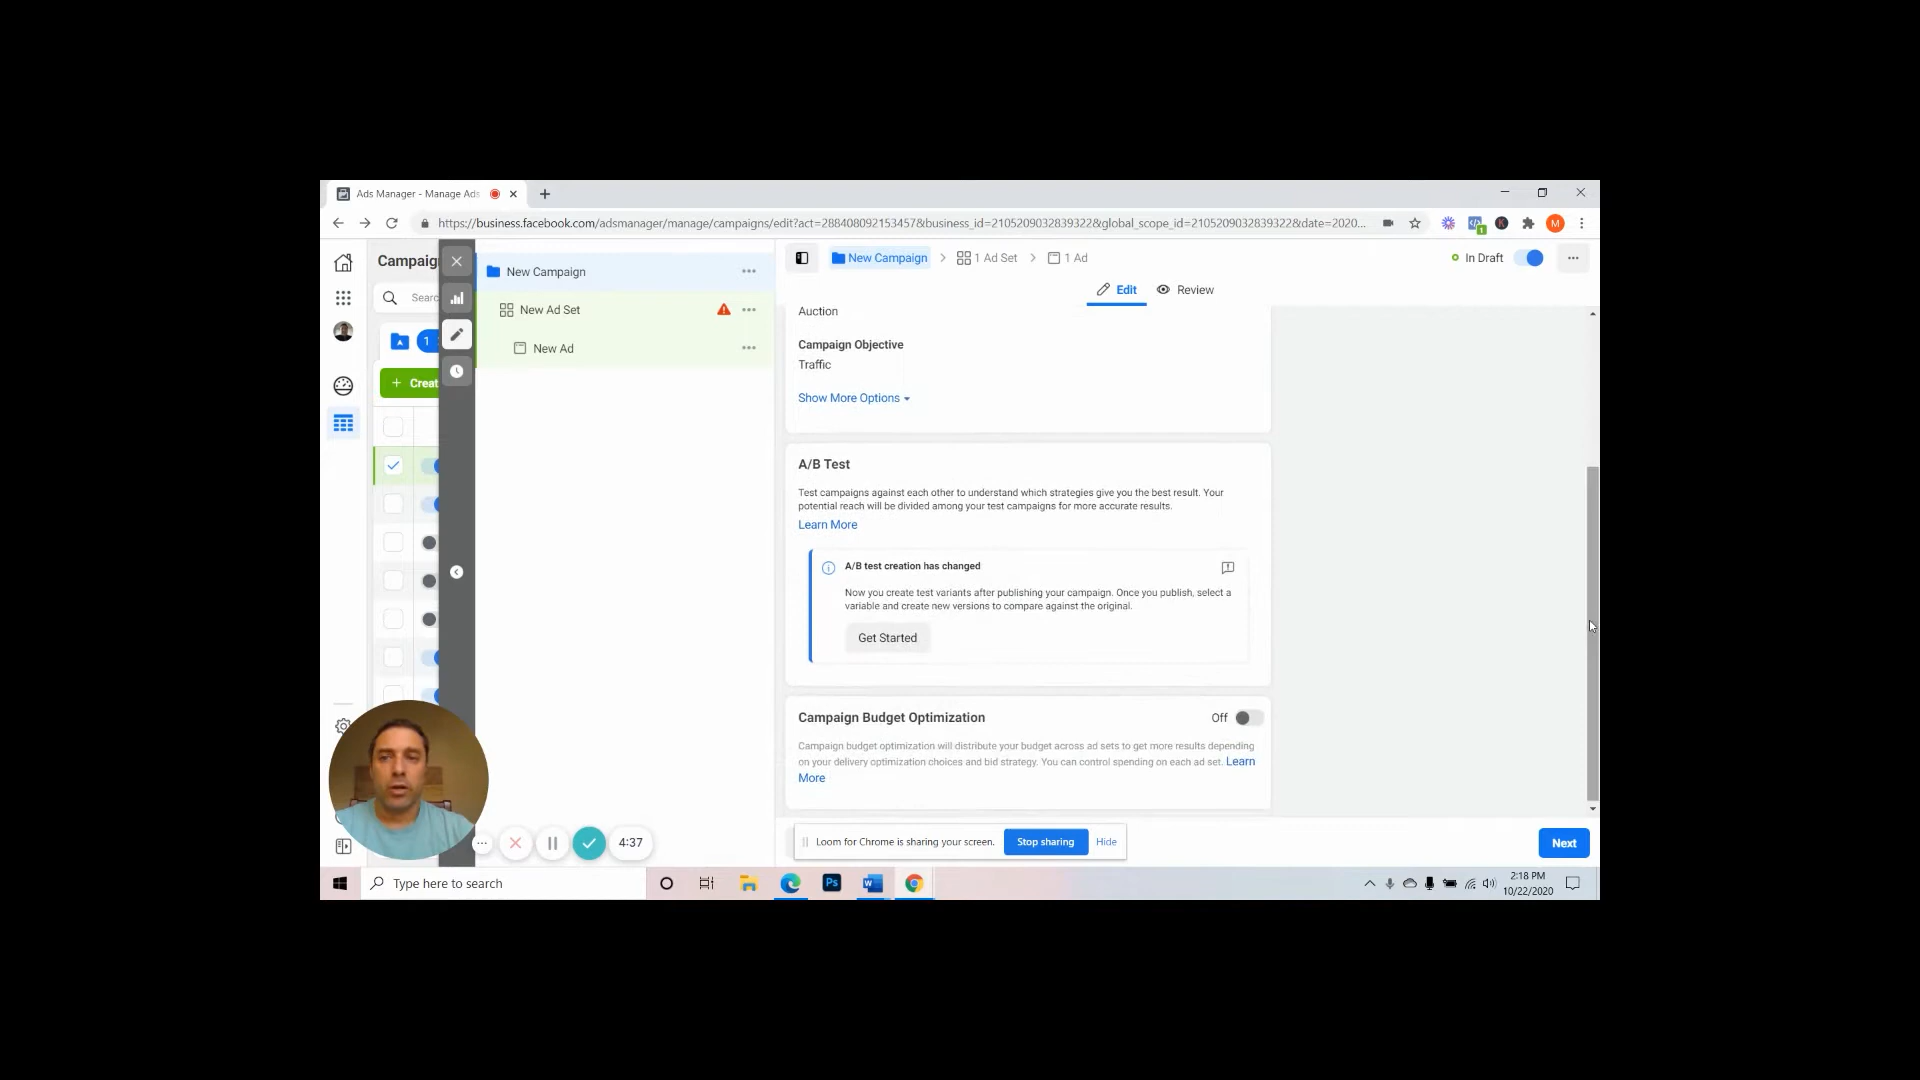 Ads Manager - Manage Ads
https://business.facebook.com/adsmanager/manage/campaigns/edit?act=288408092153457&business_id=2105209032839322&global_scope_id=2105209032839322&date=2020...
M
1
Campaig
Searc
1
+ Creat
New Campaign
New Ad Set
New Ad
New Campaign
1 Ad Set
1 Ad
In Draft
Edit
Review
Auction
Campaign Objective
Traffic
Show More Options
A/B Test
Test campaigns against each other to understand which strategies give you the best result. Your
potential reach will be divided among your test campaigns for more accurate results.
Learn More
A/B test creation has changed
Now you create test variants after publishing your campaign. Once you publish, select a
variable and create new versions to compare against the original.
Get Started
Campaign Budget Optimization
Off
Campaign budget optimization will distribute your budget across ad sets to get more results depending
on your delivery optimization choices and bid strategy. You can control spending on each ad set. Learn
More
4:37
Loom for Chrome is sharing your screen.
Stop sharing
Hide
Next
Type here to search
Ps
2:18 PM
10/22/2020